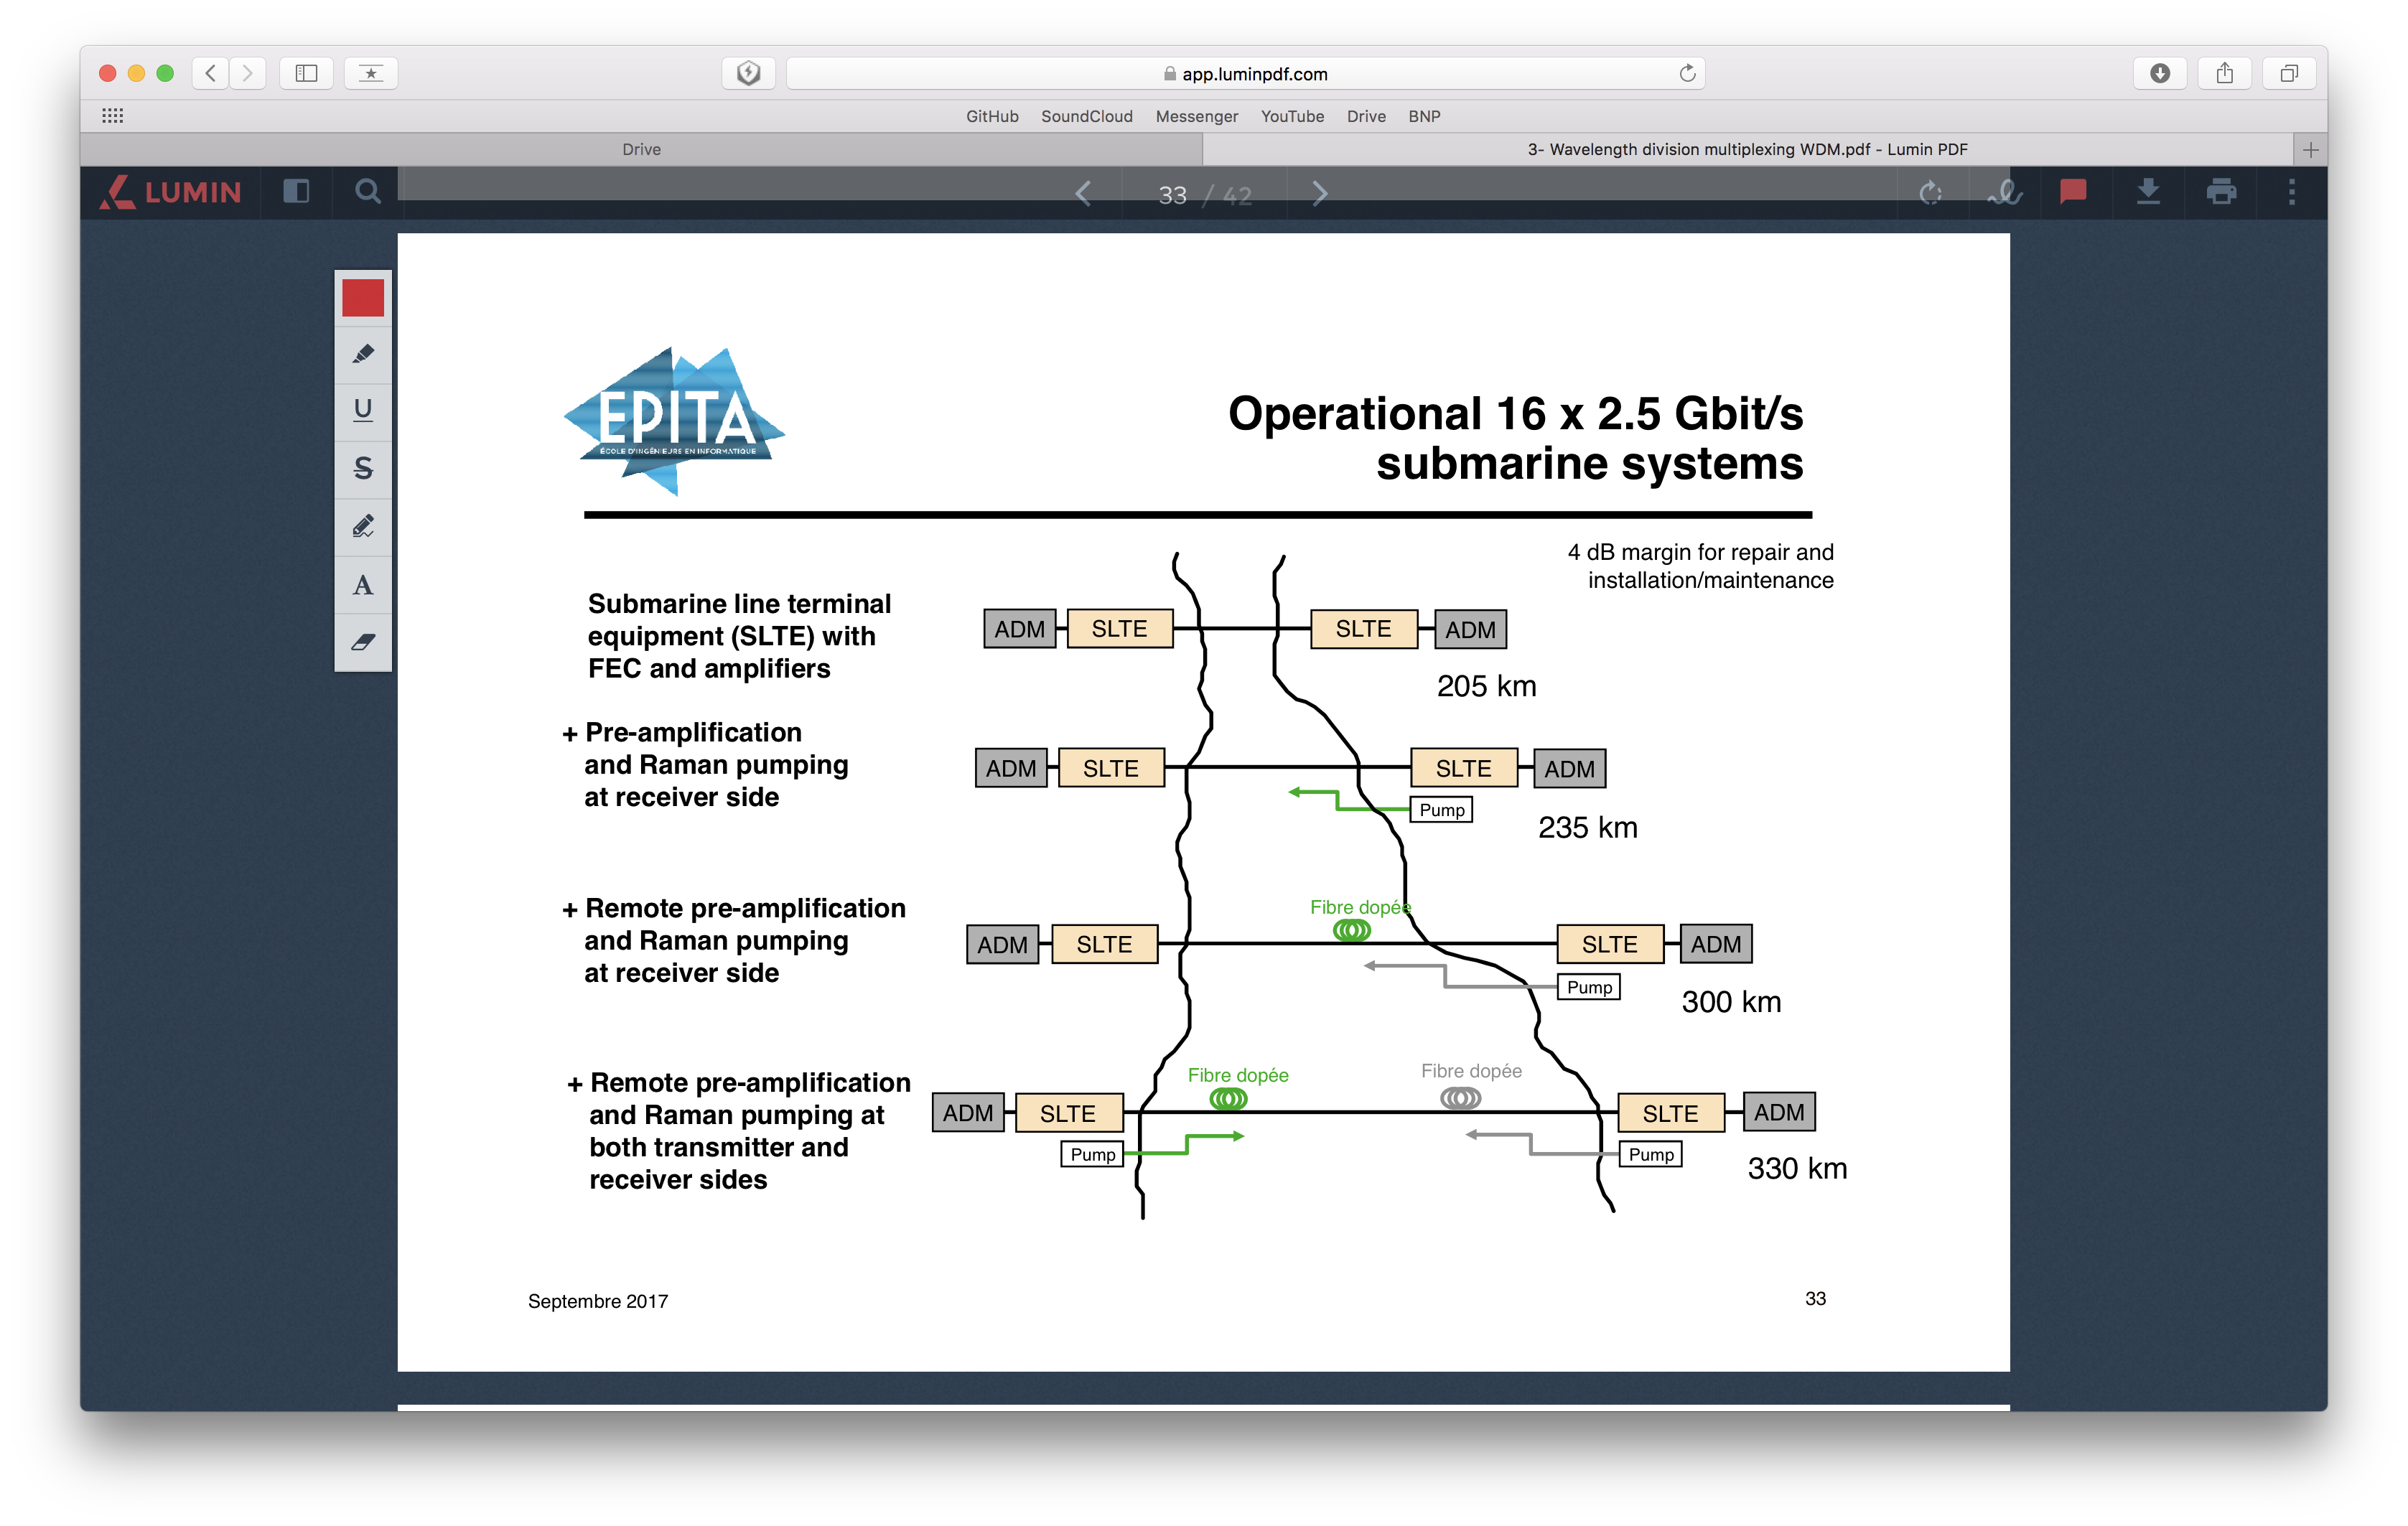 app.luminpdf.com
GitHub SoundCloud Messenger YouTube Drive BNP
Drive
3- Wavelength division multiplexing WDM.pdf - Lumin PDF
LUMIN
33 / 42
U
S
A
EPITA
ÉCOLE D'INGÉNIEURS EN INFORMATIQUE
Operational 16 x 2.5 Gbit/s
submarine systems
4 dB margin for repair and
installation/maintenance
Submarine line terminal
equipment (SLTE) with
FEC and amplifiers
ADM SLTE SLTE ADM
205 km
+ Pre-amplification
and Raman pumping
at receiver side
ADM SLTE SLTE ADM
Pump
235 km
+ Remote pre-amplification
and Raman pumping
at receiver side
Fibre dopée
ADM SLTE SLTE ADM
Pump
300 km
+ Remote pre-amplification
and Raman pumping at
both transmitter and
receiver sides
Fibre dopée Fibre dopée
ADM SLTE SLTE ADM
Pump Pump
330 km
Septembre 2017
33